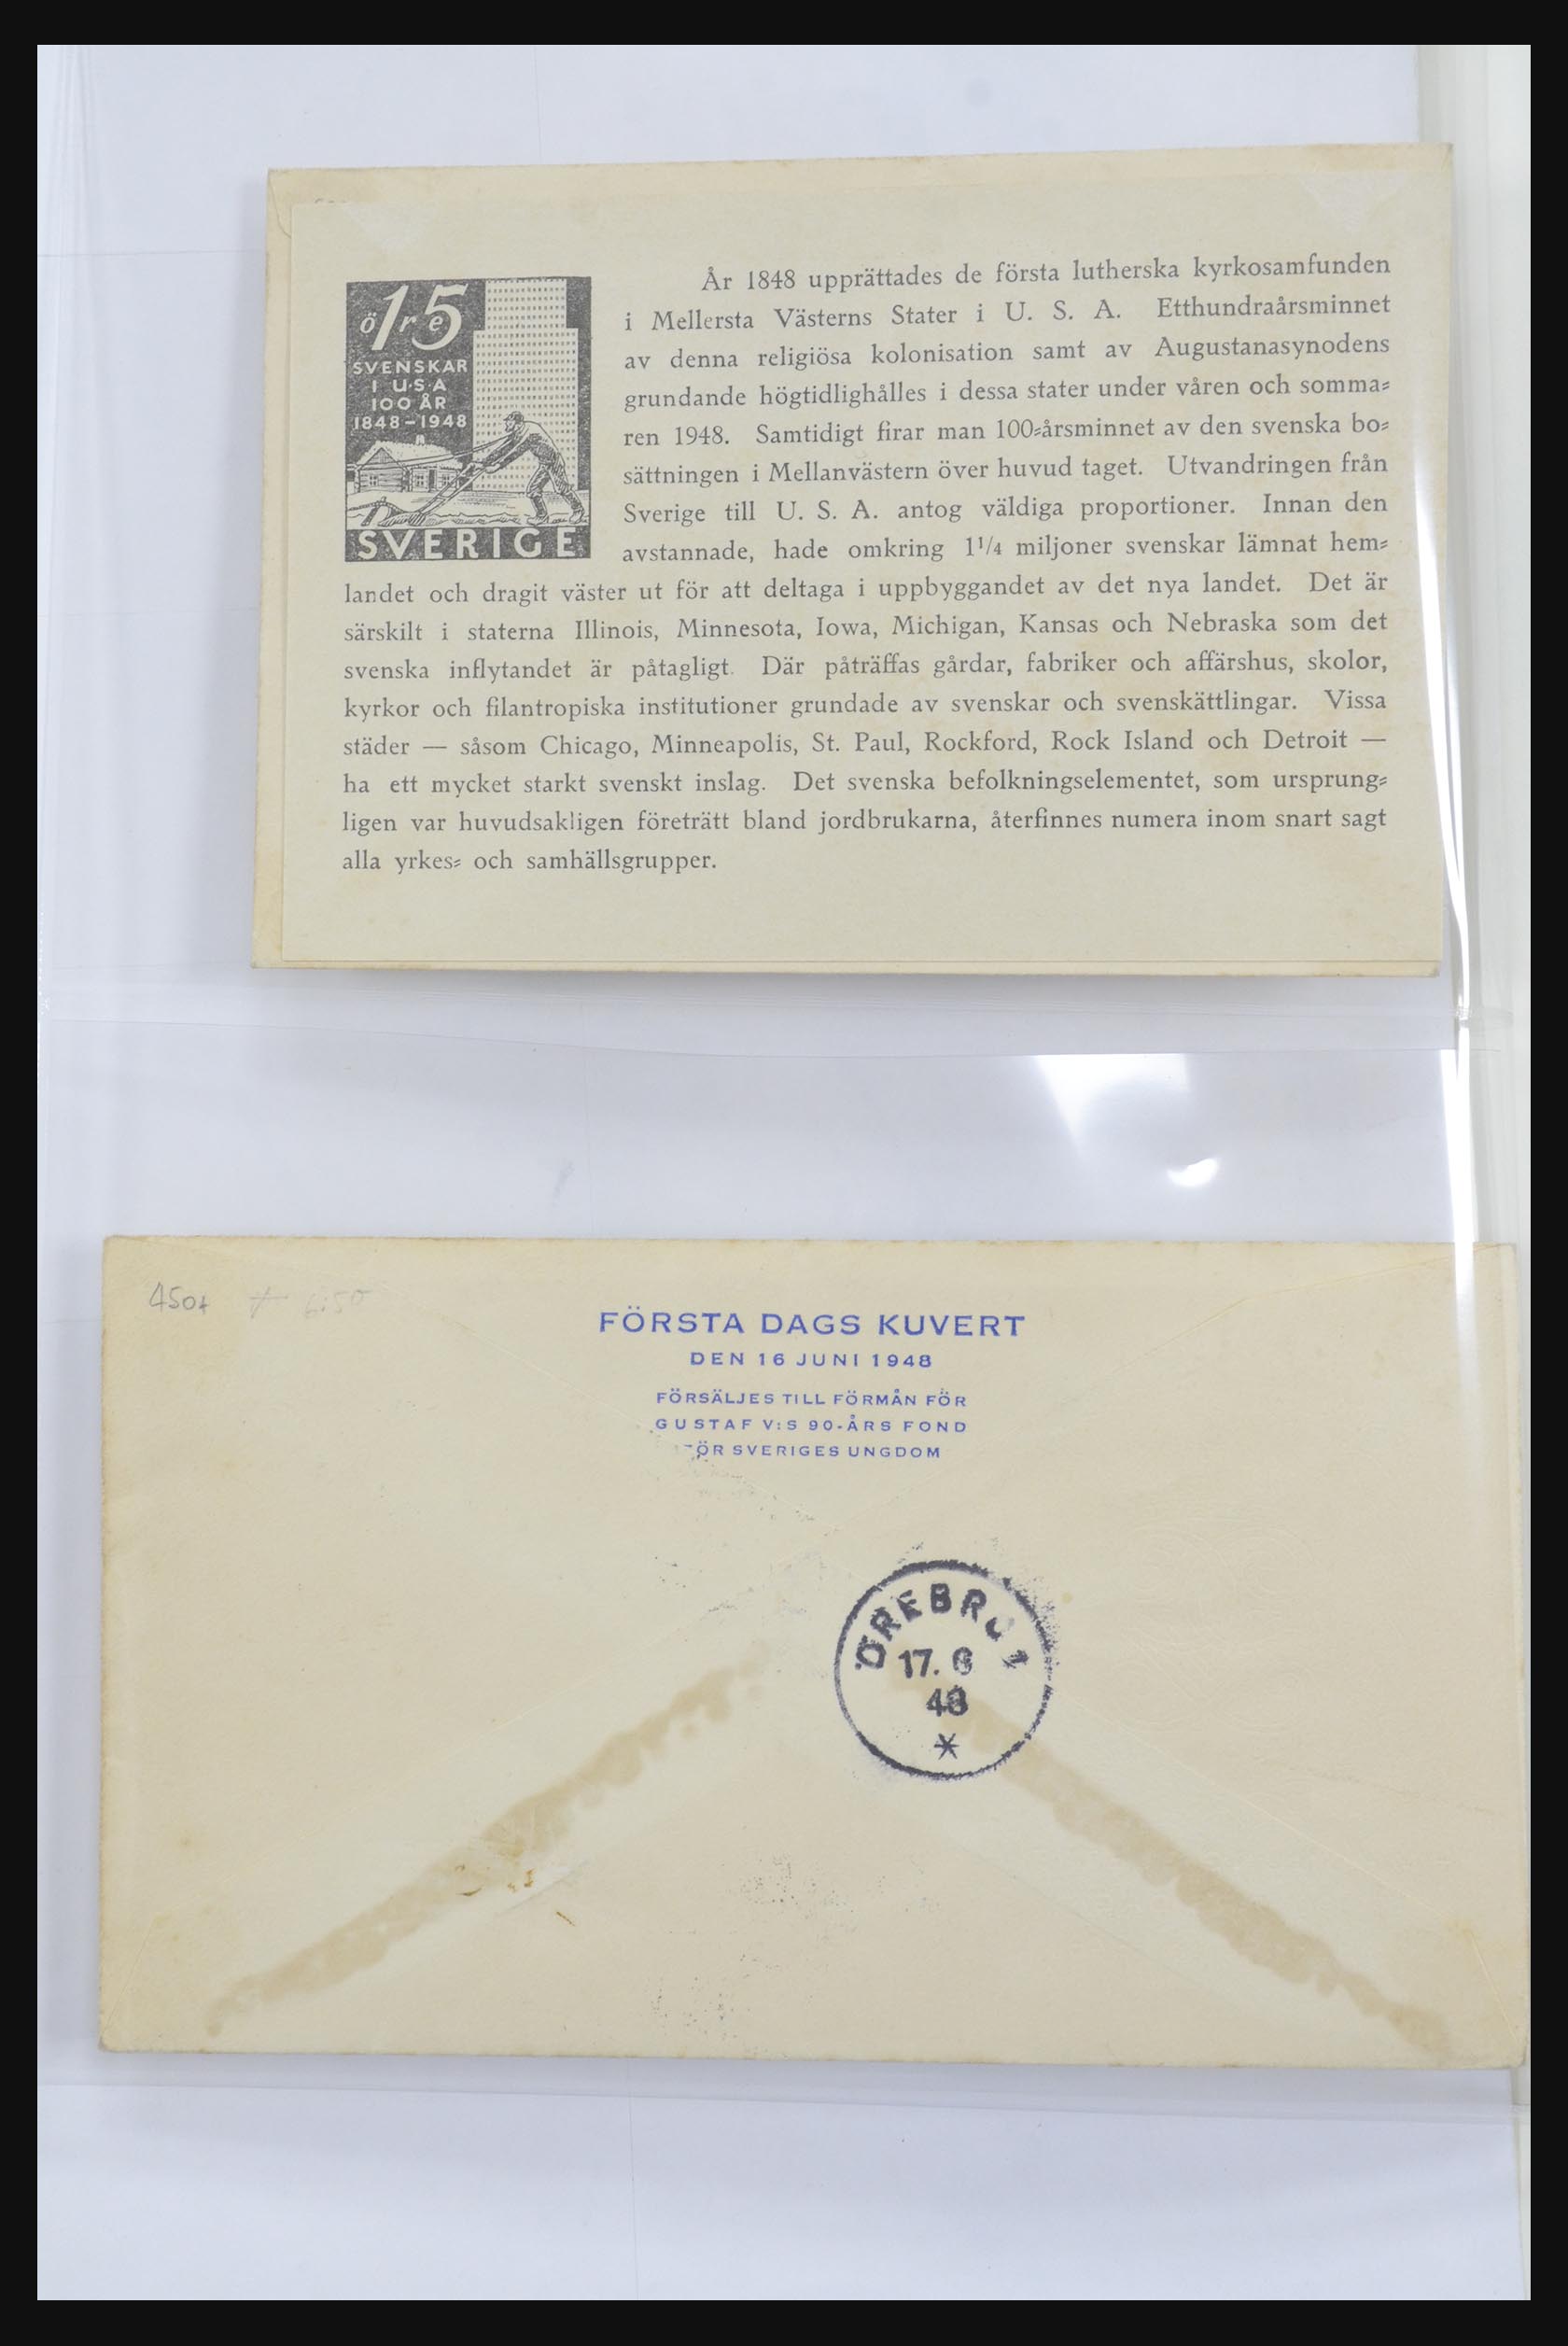 öre 15
SVENSKAR
I U·S·A
100 ÅR
1848–1948
SVERIGE
År 1848 upprättades de första lutherska kyrkosamfunden
i Mellersta Västerns Stater i U. S. A. Etthundraårsminnet
av denna religiösa kolonisation samt av Augustanasynodens
grundande högtidlighålles i dessa stater under våren och somma⸗
ren 1948. Samtidigt firar man 100⸗årsminnet av den svenska bo⸗
sättningen i Mellanvästern över huvud taget. Utvandringen från
Sverige till U. S. A. antog väldiga proportioner. Innan den
avstannade, hade omkring 1¹/₄ miljoner svenskar lämnat hem⸗
landet och dragit väster ut för att deltaga i uppbyggandet av det nya landet. Det är
särskilt i staterna Illinois, Minnesota, Iowa, Michigan, Kansas och Nebraska som det
svenska inflytandet är påtagligt. Där påträffas gårdar, fabriker och affärshus, skolor,
kyrkor och filantropiska institutioner grundade av svenskar och svenskättlingar. Vissa
städer — såsom Chicago, Minneapolis, St. Paul, Rockford, Rock Island och Detroit —
ha ett mycket starkt svenskt inslag. Det svenska befolkningselementet, som ursprung⸗
ligen var huvudsakligen företrätt bland jordbrukarna, återfinnes numera inom snart sagt
alla yrkes⸗ och samhällsgrupper.
FÖRSTA DAGS KUVERT
DEN 16 JUNI 1948
FÖRSÄLJES TILL FÖRMÅN FÖR
GUSTAF V:S 90-ÅRS FOND
ÖR SVERIGES UNGDOM
ÖREBRO 1
17. 6
48
*